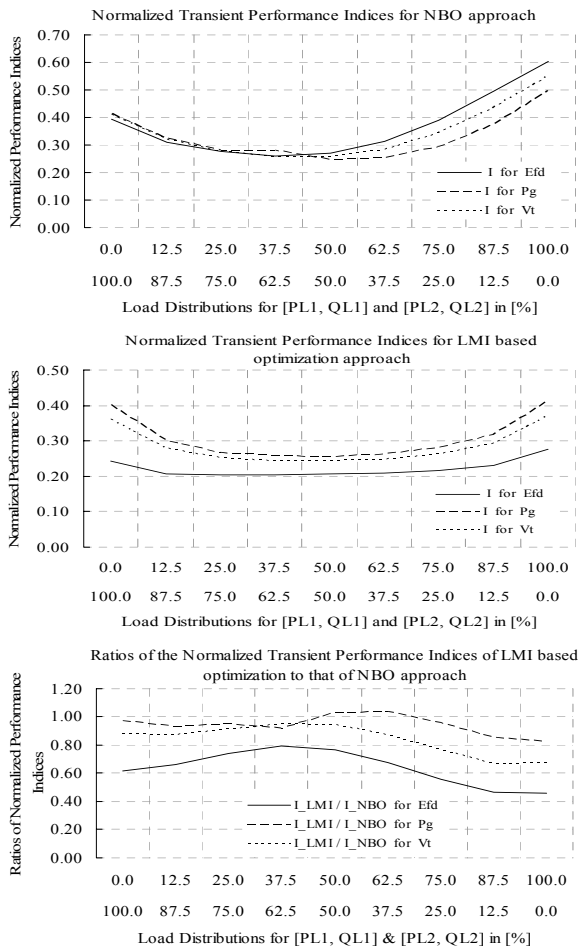 Normalized Transient Performance Indices for NBO approach
Normalized Performance Indices
0.70
0.60
0.50
0.40
0.30
0.20
0.10
0.00
I for Efd
I for Pg
I for Vt
0.0 12.5 25.0 37.5 50.0 62.5 75.0 87.5 100.0
100.0 87.5 75.0 62.5 50.0 37.5 25.0 12.5 0.0
Load Distributions for [PL1, QL1] and [PL2, QL2] in [%]
Normalized Transient Performance Indices for LMI based
optimization approach
Normalized Performance Indices
0.50
0.40
0.30
0.20
0.10
0.00
I for Efd
I for Pg
I for Vt
0.0 12.5 25.0 37.5 50.0 62.5 75.0 87.5 100.0
100.0 87.5 75.0 62.5 50.0 37.5 25.0 12.5 0.0
Load Distributions for [PL1, QL1] and [PL2, QL2] in [%]
Ratios of the Normalized Transient Performance Indices of LMI based
optimization to that of NBO approach
Ratios of Normalized Performance
Indices
1.20
1.00
0.80
0.60
0.40
0.20
0.00
I_LMI / I_NBO for Efd
I_LMI / I_NBO for Pg
I_LMI / I_NBO for Vt
0.0 12.5 25.0 37.5 50.0 62.5 75.0 87.5 100.0
100.0 87.5 75.0 62.5 50.0 37.5 25.0 12.5 0.0
Load Distributions for [PL1, QL1] & [PL2, QL2] in [%]